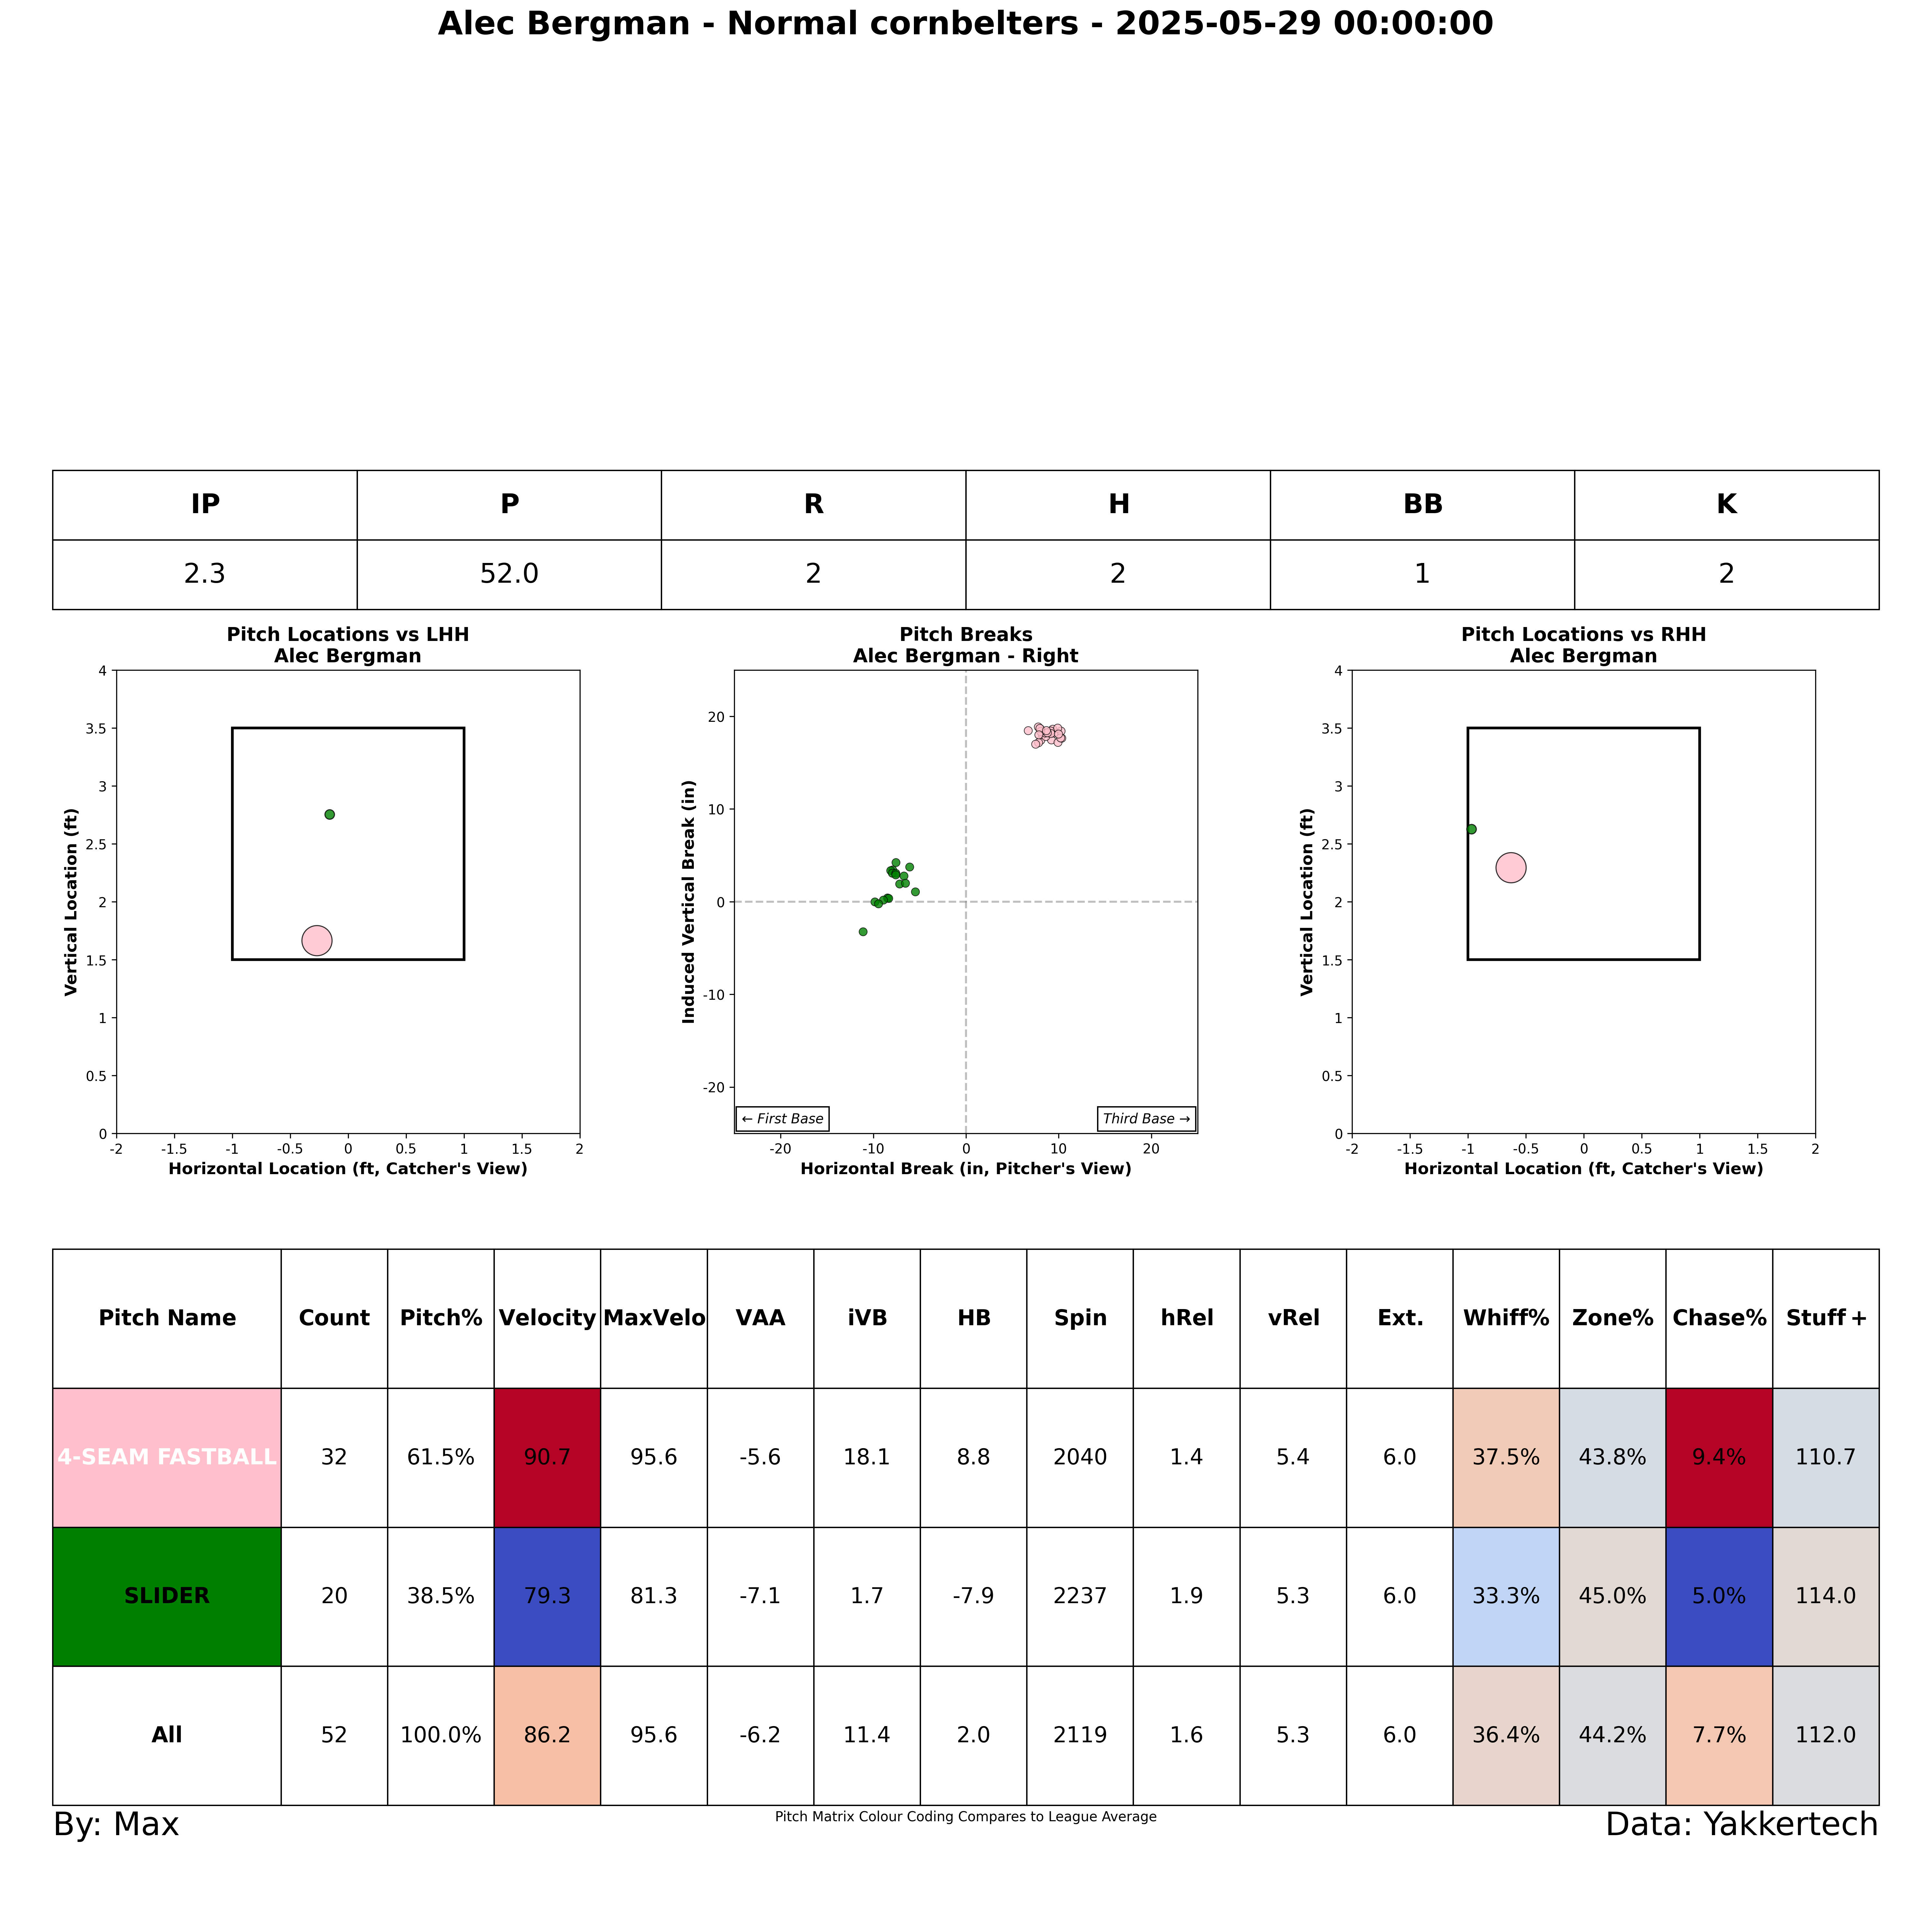 Alec Bergman - Normal cornbelters - 2025-05-29 00:00:00
IP P R H BB K
2.3 52.0 2 2 1 2
Pitch Locations vs LHH
Alec Bergman
4
3.5
3
2.5
2
1.5
1
0.5
0
Vertical Location (ft)
-2 -1.5 -1 -0.5 0 0.5 1 1.5 2
Horizontal Location (ft, Catcher's View)
Pitch Breaks
Alec Bergman - Right
20
10
0
-10
-20
Induced Vertical Break (in)
← First Base Third Base →
-20 -10 0 10 20
Horizontal Break (in, Pitcher's View)
Pitch Locations vs RHH
Alec Bergman
4
3.5
3
2.5
2
1.5
1
0.5
0
Vertical Location (ft)
-2 -1.5 -1 -0.5 0 0.5 1 1.5 2
Horizontal Location (ft, Catcher's View)
Pitch Name Count Pitch% Velocity MaxVelo VAA iVB HB Spin hRel vRel Ext. Whiff% Zone% Chase% Stuff+
4-SEAM FASTBALL 32 61.5% 90.7 95.6 -5.6 18.1 8.8 2040 1.4 5.4 6.0 37.5% 43.8% 9.4% 110.7
SLIDER 20 38.5% 79.3 81.3 -7.1 1.7 -7.9 2237 1.9 5.3 6.0 33.3% 45.0% 5.0% 114.0
All 52 100.0% 86.2 95.6 -6.2 11.4 2.0 2119 1.6 5.3 6.0 36.4% 44.2% 7.7% 112.0
By: Max
Pitch Matrix Colour Coding Compares to League Average
Data: Yakkertech